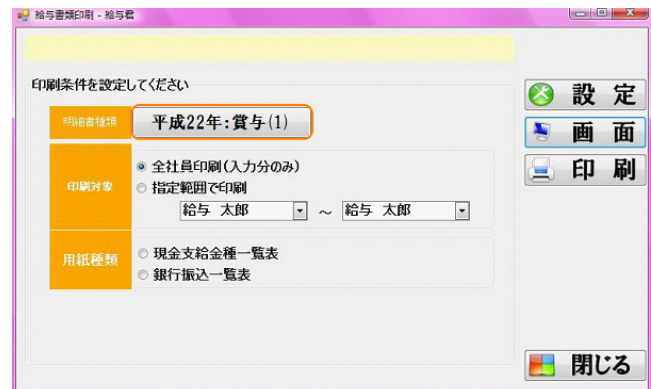 給与書類印刷 - 給与君
印刷条件を設定してください
明細書種類
平成22年:賞与(1)
印刷対象
全社員印刷(入力分のみ)
指定範囲で印刷
給与 太郎 ～ 給与 太郎
用紙種類
現金支給金種一覧表
銀行振込一覧表
設 定
画 面
印 刷
閉じる